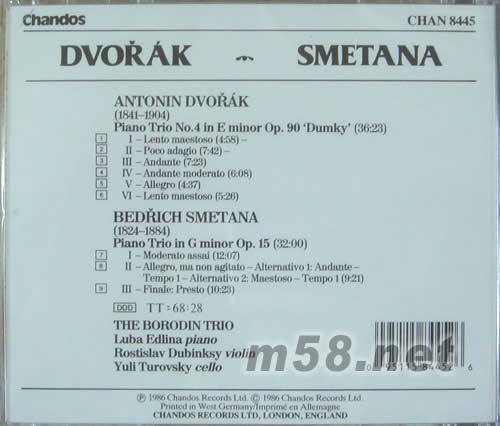 Chandos
CHAN 8445
DVOŘÁK ~ SMETANA
ANTONIN DVOŘÁK
(1841-1904)
Piano Trio No.4 in E minor Op. 90 ‘Dumky’ (36:23)
1 I – Lento maestoso (4:58) –
2 II – Poco adagio (7:42) –
3 III – Andante (7:23)
4 IV – Andante moderato (6:08)
5 V – Allegro (4:37)
6 VI – Lento maestoso (5:26)
BEDŘICH SMETANA
(1824-1884)
Piano Trio in G minor Op. 15 (32:00)
7 I – Moderato assai (12:07)
8 II – Allegro, ma non agitato – Alternativo 1: Andante –
Tempo 1 – Alternativo 2: Maestoso – Tempo 1 (9:21)
9 III – Finale: Presto (10:23)
DDD TT = 68:28
THE BORODIN TRIO
Luba Edlina piano
Rostislav Dubinksy violin
Yuli Turovsky cello
m58.net
0 95115 84452 6
℗ 1986 Chandos Records Ltd. © 1986 Chandos Records Ltd.
Printed in West Germany/Imprimé en Allemagne
CHANDOS RECORDS LTD, LONDON, ENGLAND